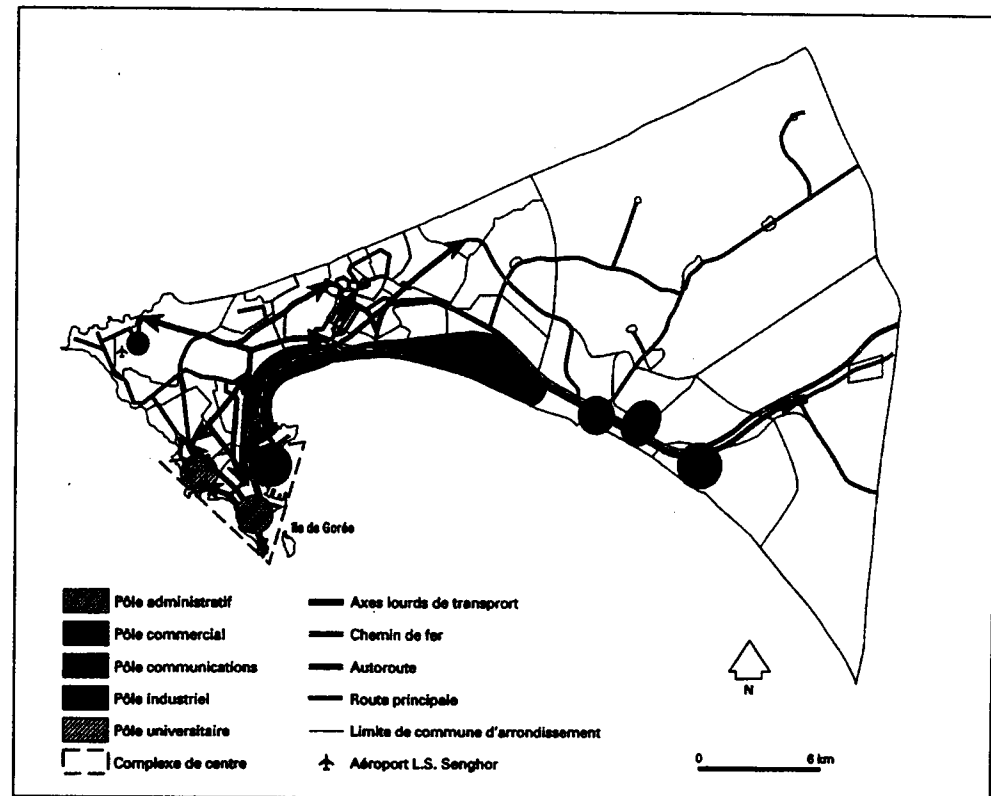 Île de Gorée
Pôle administratif
Pôle commercial
Pôle communications
Pôle industriel
Pôle universitaire
Complexe de centre
Axes lourds de transprort
Chemin de fer
Autoroute
Route principale
Limite de commune d'arrondissement
Aéroport L.S. Senghor
N
0 6 km